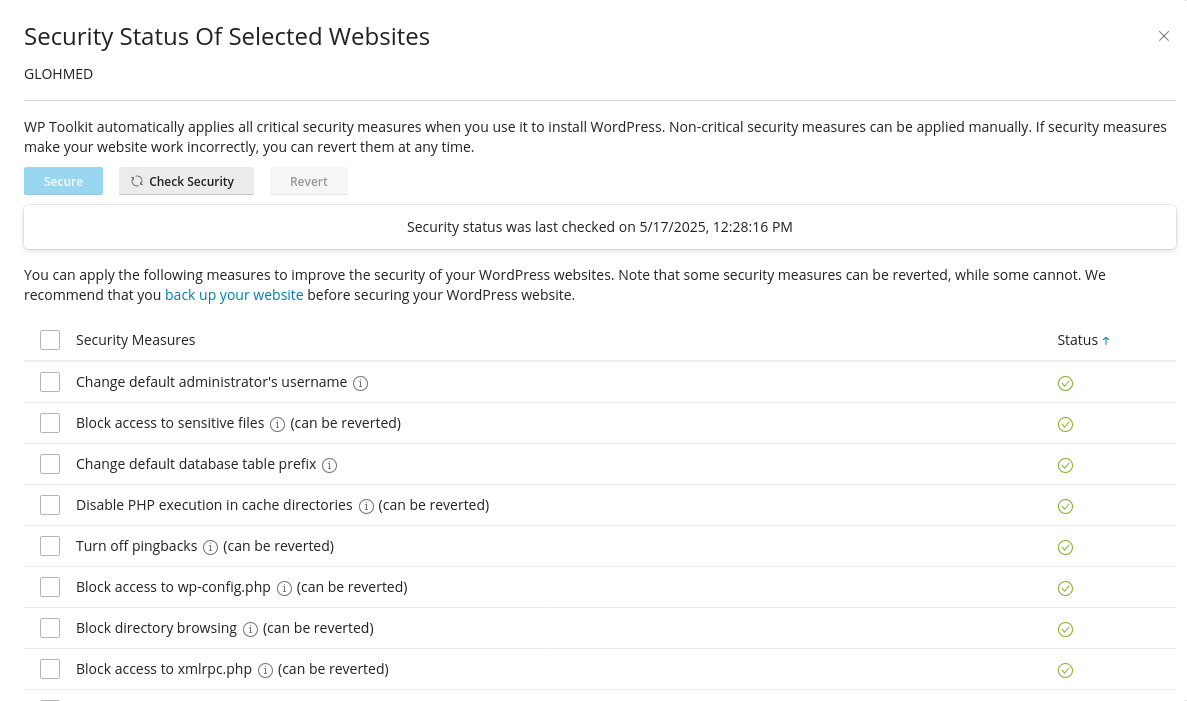 Security Status Of Selected Websites
GLOHMED
WP Toolkit automatically applies all critical security measures when you use it to install WordPress. Non-critical security measures can be applied manually. If security measures
make your website work incorrectly, you can revert them at any time.
Secure Check Security Revert
Security status was last checked on 5/17/2025, 12:28:16 PM
You can apply the following measures to improve the security of your WordPress websites. Note that some security measures can be reverted, while some cannot. We
recommend that you back up your website before securing your WordPress website.
Security Measures Status ↑
Change default administrator's username
Block access to sensitive files (can be reverted)
Change default database table prefix
Disable PHP execution in cache directories (can be reverted)
Turn off pingbacks (can be reverted)
Block access to wp-config.php (can be reverted)
Block directory browsing (can be reverted)
Block access to xmlrpc.php (can be reverted)